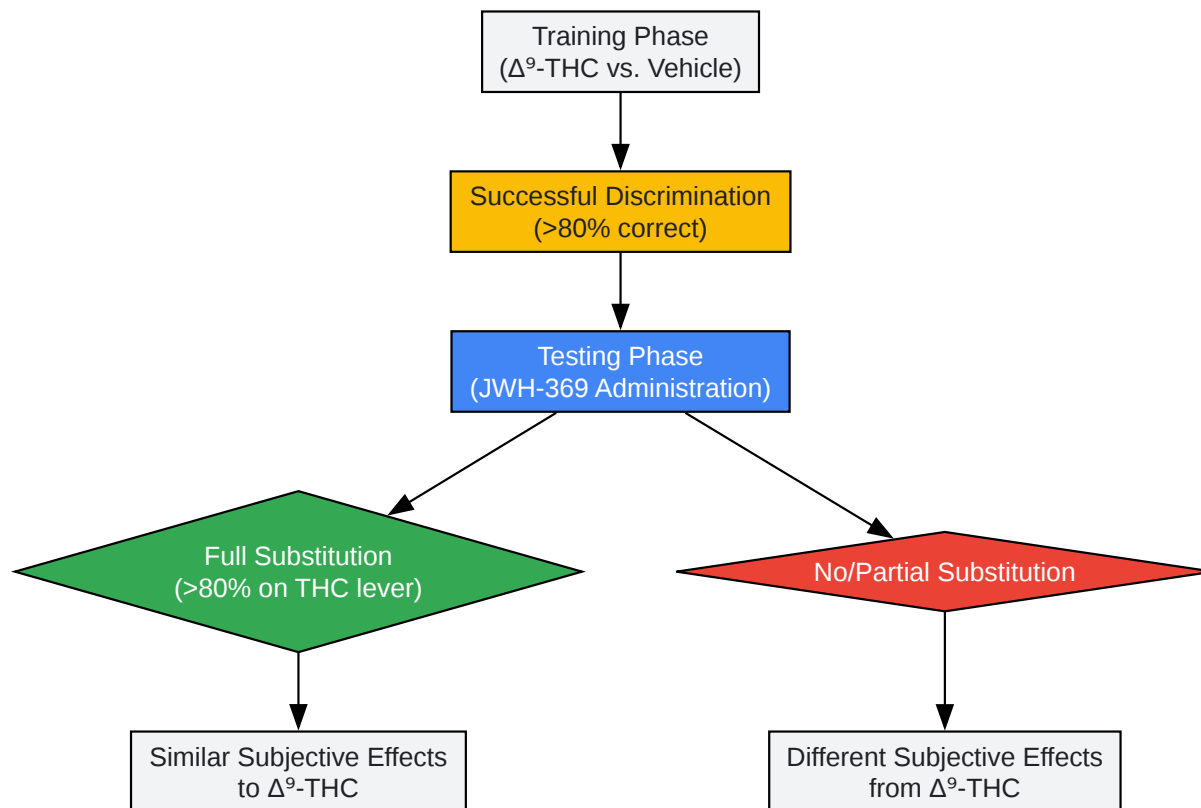 Training Phase
(Δ⁹-THC vs. Vehicle)
Successful Discrimination
(>80% correct)
Testing Phase
(JWH-369 Administration)
Full Substitution
(>80% on THC lever)
No/Partial Substitution
Similar Subjective Effects
to Δ⁹-THC
Different Subjective Effects
from Δ⁹-THC